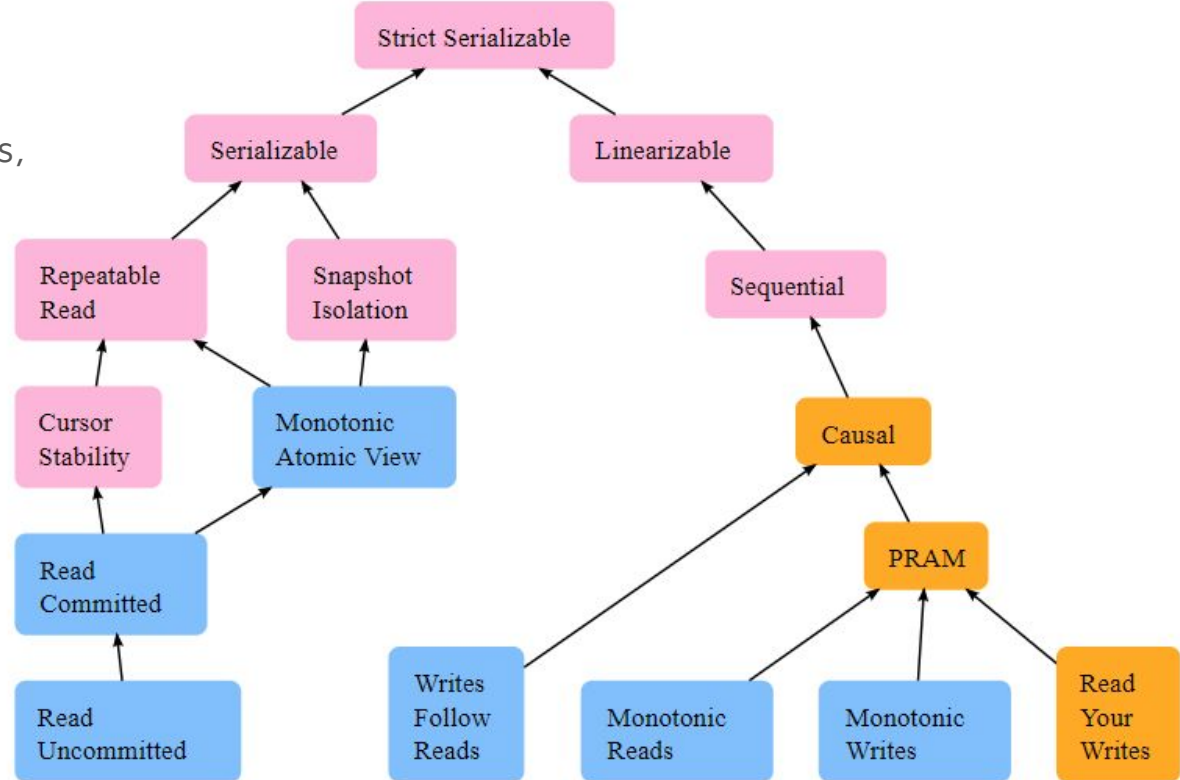 Strict Serializable
s,
Serializable
Linearizable
Repeatable
Read
Snapshot
Isolation
Sequential
Cursor
Stability
Monotonic
Atomic View
Causal
PRAM
Read
Committed
Writes
Follow
Reads
Monotonic
Reads
Monotonic
Writes
Read
Your
Writes
Read
Uncommitted